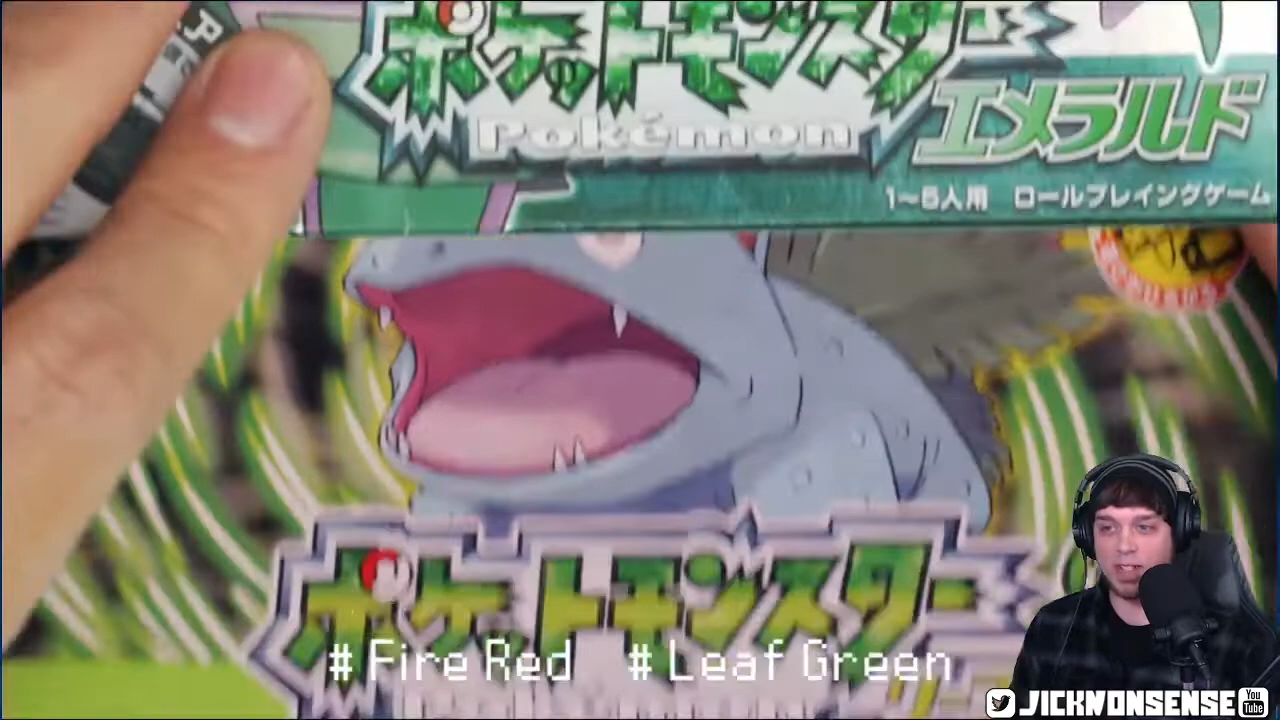 ポケットモンスター
Pokémon
エメラルド
1~5人用 ロールプレイングゲーム
ポケットモンスター
#Fire Red #Leaf Green
JICKNONSENSE You Tube